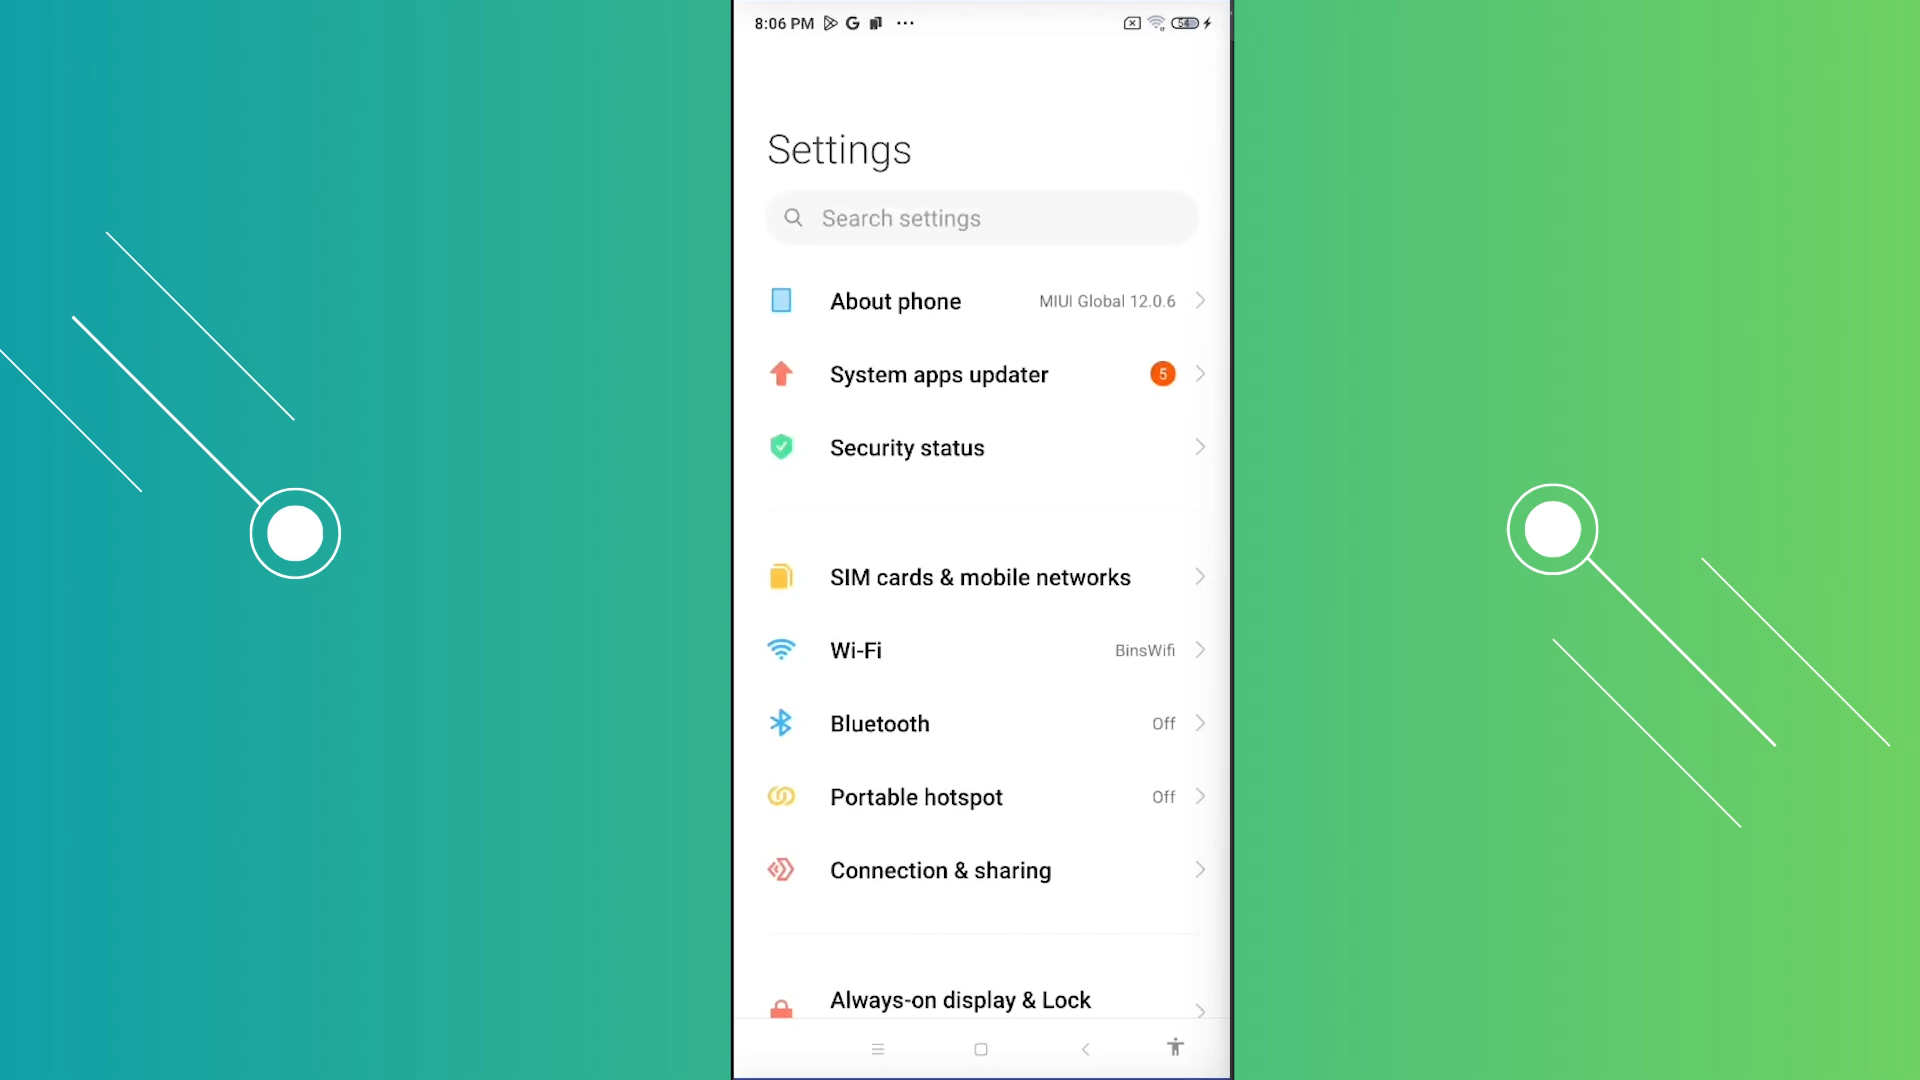 8:06 PM G ... 54
Settings
Search settings
About phone MIUI Global 12.0.6
System apps updater 5
Security status
SIM cards & mobile networks
Wi-Fi BinsWifi
Bluetooth Off
Portable hotspot Off
Connection & sharing
Always-on display & Lock